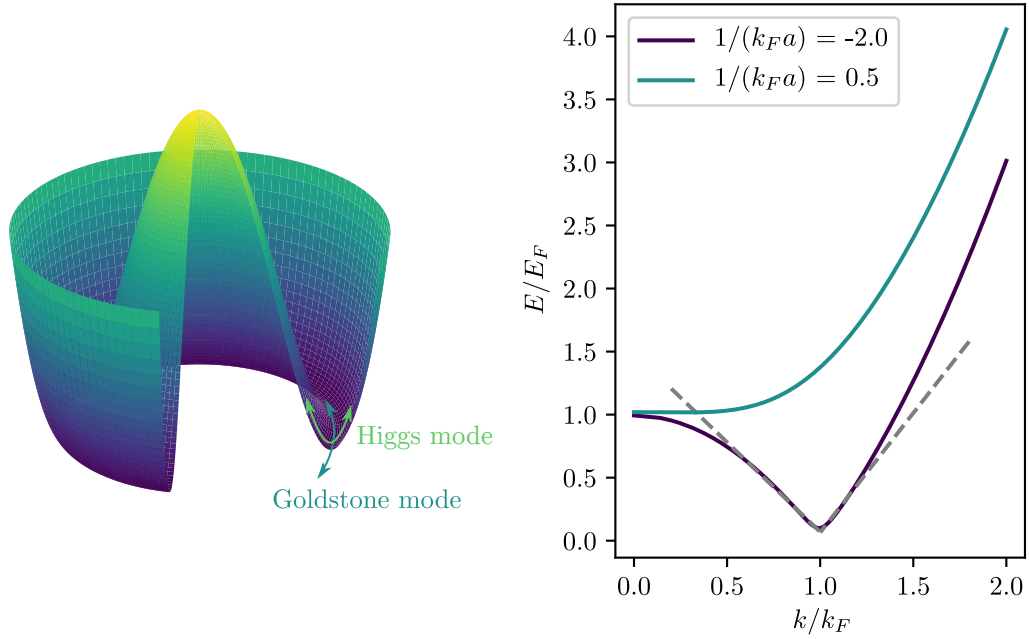 Higgs mode
Goldstone mode
1/(k_F a) = -2.0
1/(k_F a) = 0.5
E/E_F
4.0
3.5
3.0
2.5
2.0
1.5
1.0
0.5
0.0
0.0 0.5 1.0 1.5 2.0
k/k_F